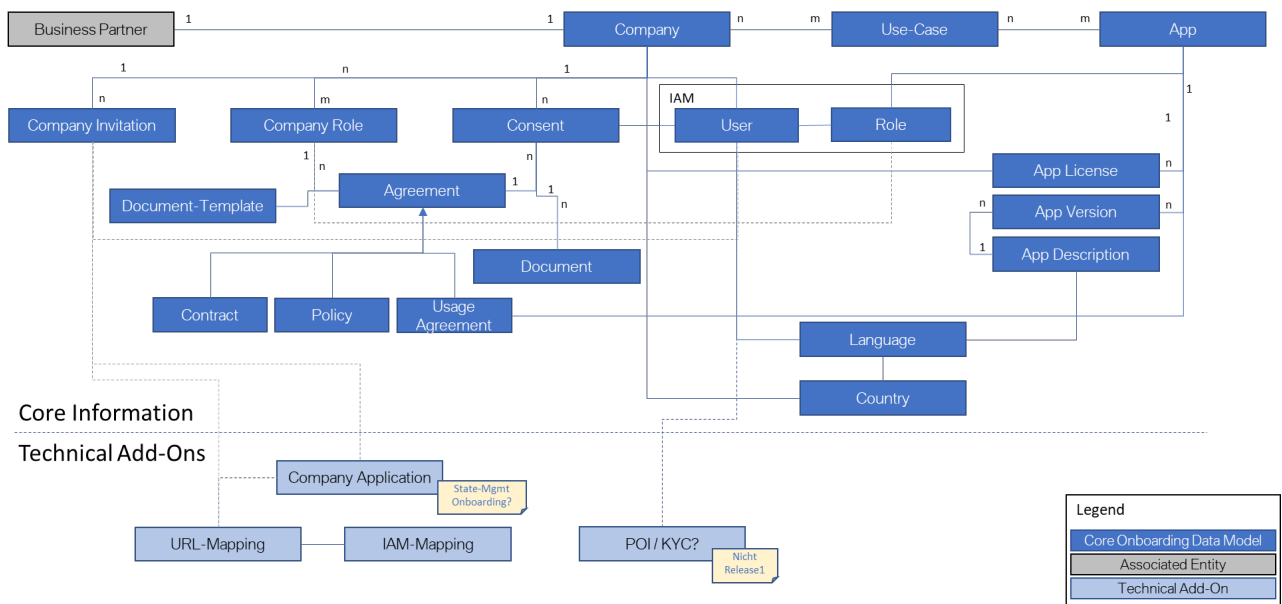 Business Partner
1
1
Company
n
m
Use-Case
n
m
App
1
n
1
1
n
m
n
IAM
1
Company Invitation
Company Role
Consent
User
Role
1
n
n
App License
n
Document-Template
Agreement
1
1
n
n
App Version
n
1
App Description
Document
Contract
Policy
Usage
Agreement
Language
Country
Core Information
Technical Add-Ons
Company Application
State-Mgmt
Onboarding?
URL-Mapping
IAM-Mapping
POI / KYC?
Nicht
Release1
Legend
Core Onboarding Data Model
Associated Entity
Technical Add-On